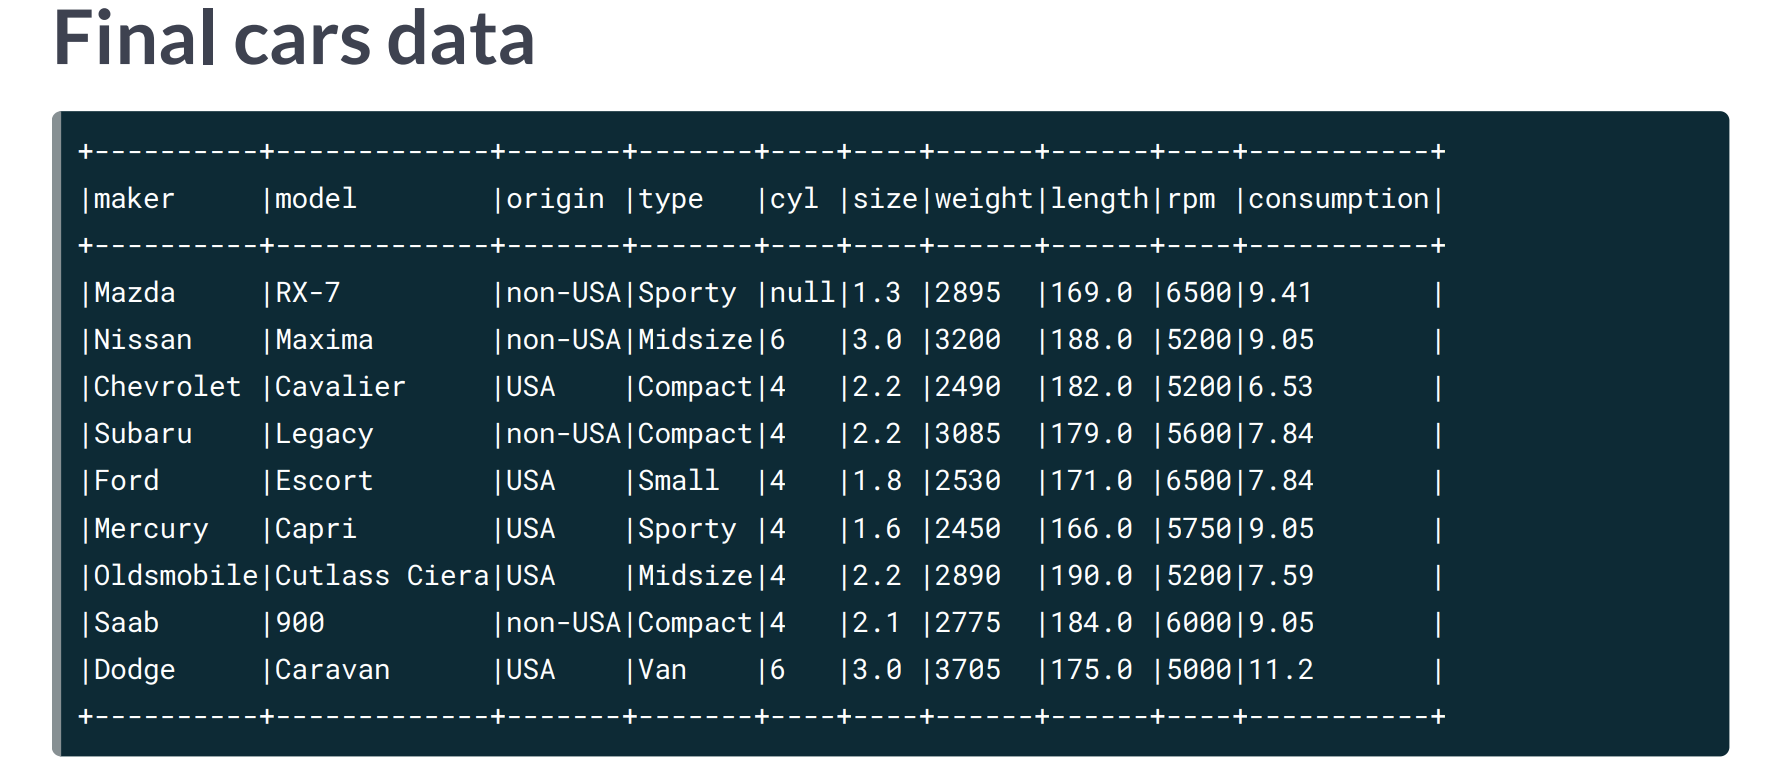 Final cars data
+----------+-------------+-------+-------+----+----+------+------+----+-----------+
|maker     |model        |origin |type   |cyl |size|weight|length|rpm |consumption|
+----------+-------------+-------+-------+----+----+------+------+----+-----------+
|Mazda     |RX-7         |non-USA|Sporty |null|1.3 |2895  |169.0 |6500|9.41       |
|Nissan    |Maxima       |non-USA|Midsize|6   |3.0 |3200  |188.0 |5200|9.05       |
|Chevrolet |Cavalier     |USA    |Compact|4   |2.2 |2490  |182.0 |5200|6.53       |
|Subaru    |Legacy       |non-USA|Compact|4   |2.2 |3085  |179.0 |5600|7.84       |
|Ford      |Escort       |USA    |Small  |4   |1.8 |2530  |171.0 |6500|7.84       |
|Mercury   |Capri        |USA    |Sporty |4   |1.6 |2450  |166.0 |5750|9.05       |
|Oldsmobile|Cutlass Ciera|USA    |Midsize|4   |2.2 |2890  |190.0 |5200|7.59       |
|Saab      |900          |non-USA|Compact|4   |2.1 |2775  |184.0 |6000|9.05       |
|Dodge     |Caravan      |USA    |Van    |6   |3.0 |3705  |175.0 |5000|11.2       |
+----------+-------------+-------+-------+----+----+------+------+----+-----------+